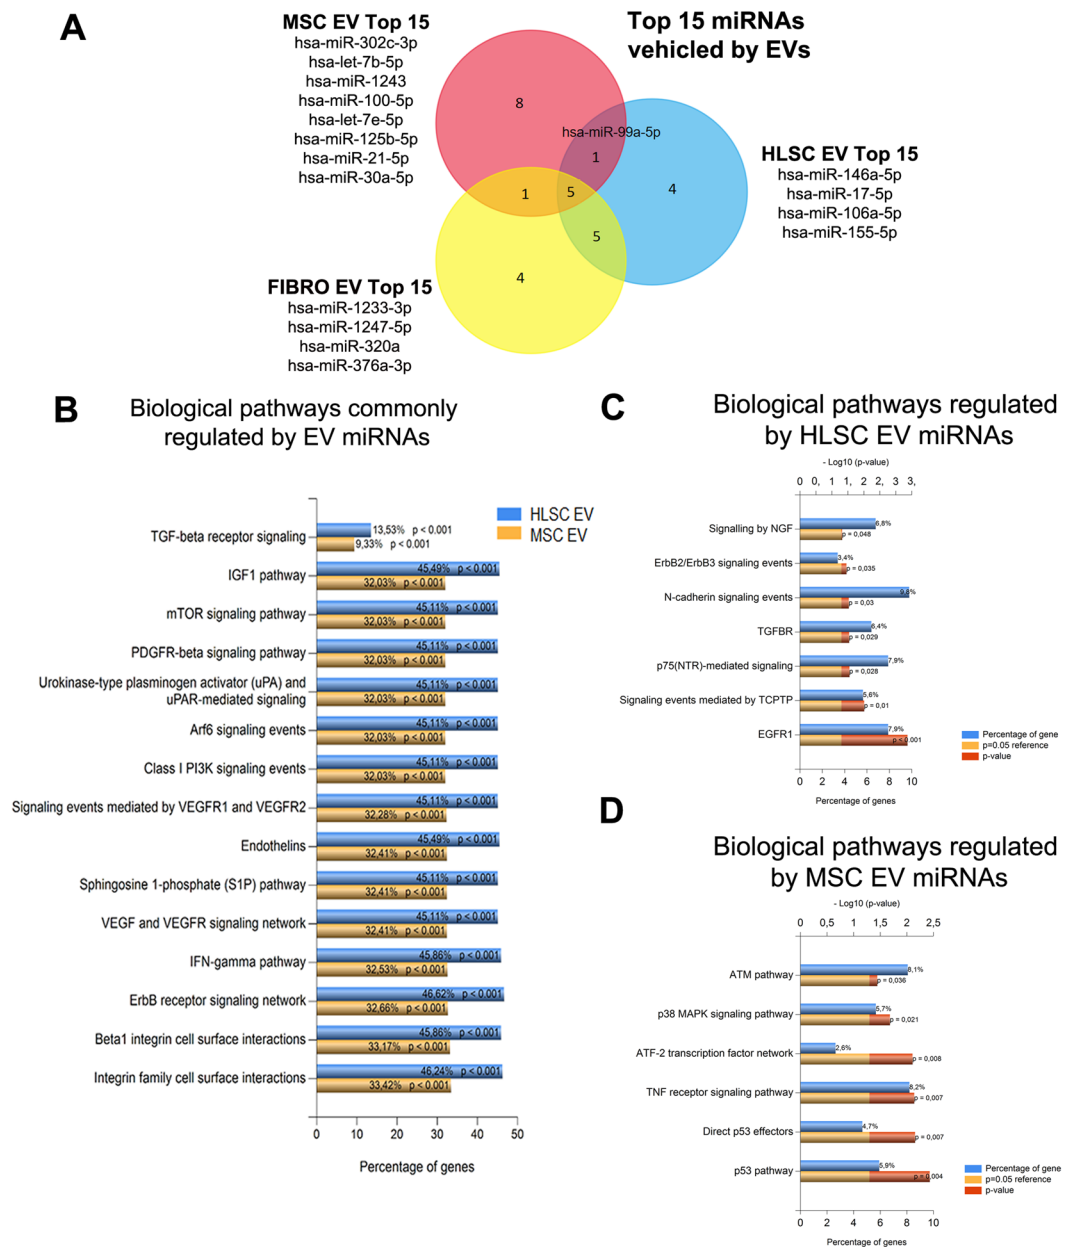 A
MSC EV Top 15
hsa-miR-302c-3p
hsa-let-7b-5p
hsa-miR-1243
hsa-miR-100-5p
hsa-let-7e-5p
hsa-miR-125b-5p
hsa-miR-21-5p
hsa-miR-30a-5p
Top 15 miRNAs
vehicled by EVs
8
hsa-miR-99a-5p
1
1
5
4
5
4
HLSC EV Top 15
hsa-miR-146a-5p
hsa-miR-17-5p
hsa-miR-106a-5p
hsa-miR-155-5p
FIBRO EV Top 15
hsa-miR-1233-3p
hsa-miR-1247-5p
hsa-miR-320a
hsa-miR-376a-3p
B
Biological pathways commonly
regulated by EV miRNAs
HLSC EV
MSC EV
TGF-beta receptor signaling
13,53% p < 0.001
9,33% p < 0.001
IGF1 pathway
45,49% p < 0.001
32,03% p < 0.001
mTOR signaling pathway
45,11% p < 0.001
32,03% p < 0.001
PDGFR-beta signaling pathway
45,11% p < 0.001
32,03% p < 0.001
Urokinase-type plasminogen activator (uPA) and
uPAR-mediated signaling
45,11% p < 0.001
32,03% p < 0.001
Arf6 signaling events
45,11% p < 0.001
32,03% p < 0.001
Class I PI3K signaling events
45,11% p < 0.001
32,03% p < 0.001
Signaling events mediated by VEGFR1 and VEGFR2
45,11% p < 0.001
32,28% p < 0.001
Endothelins
45,49% p < 0.001
32,41% p < 0.001
Sphingosine 1-phosphate (S1P) pathway
45,11% p < 0.001
32,41% p < 0.001
VEGF and VEGFR signaling network
45,11% p < 0.001
32,41% p < 0.001
IFN-gamma pathway
45,86% p < 0.001
32,53% p < 0.001
ErbB receptor signaling network
46,62% p < 0.001
32,66% p < 0.001
Beta1 integrin cell surface interactions
45,86% p < 0.001
33,17% p < 0.001
Integrin family cell surface interactions
46,24% p < 0.001
33,42% p < 0.001
0 10 20 30 40 50
Percentage of genes
C
Biological pathways regulated
by HLSC EV miRNAs
- Log10 (p-value)
0 0, 1 1, 2 2, 3 3,
Signalling by NGF
6,8%
p = 0,048
ErbB2/ErbB3 signaling events
3,4%
p = 0,035
N-cadherin signaling events
9,8%
p = 0,03
TGFBR
6,4%
p = 0,029
p75(NTR)-mediated signaling
7,9%
p = 0,028
Signaling events mediated by TCPTP
5,6%
p = 0,01
EGFR1
7,9%
p < 0,001
Percentage of gene
p=0.05 reference
p-value
0 2 4 6 8 10
Percentage of genes
D
Biological pathways regulated
by MSC EV miRNAs
- Log10 (p-value)
0 0,5 1 1,5 2 2,5
ATM pathway
8,1%
p = 0,036
p38 MAPK signaling pathway
5,7%
p = 0,021
ATF-2 transcription factor network
2,6%
p = 0,008
TNF receptor signaling pathway
8,2%
p = 0,007
Direct p53 effectors
4,7%
p = 0,007
p53 pathway
5,9%
p = 0,004
Percentage of gene
p=0.05 reference
p-value
0 2 4 6 8 10
Percentage of genes